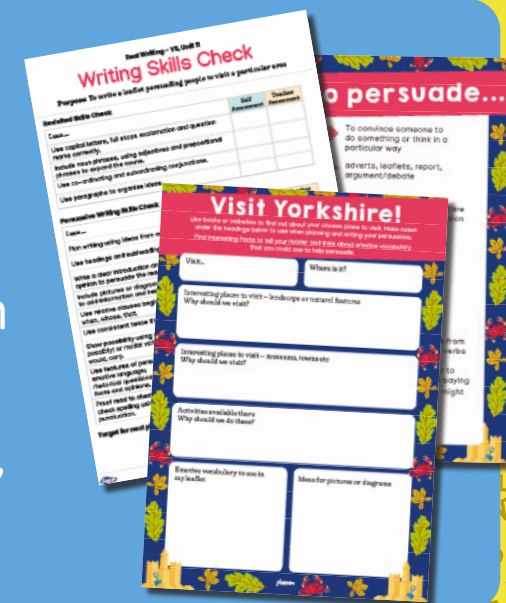 Real Writing – Y5, Unit 11
Writing Skills Check
Purpose: To write a leaflet persuading people to visit a particular area
Revisited Skills Check
Self Assessment
Teacher Assessment
I can...
Use capital letters, full stops exclamation and question
marks correctly.
Include noun phrases, using adjectives and prepositional
phrases to expand the nouns.
Use co-ordinating and subordinating conjunctions.
Use paragraphs to organise ideas
Persuasive Writing Skills Check
I can...
Plan writing using ideas from
Use headings and subheadings
Write a clear introduction
opinion to persuade the
Include pictures or diagrams
to add information and
Use relative clauses
when, whose, that.
Use consistent tense
Show possibility using
possibly) or modal
would, can).
Use features of
emotive language,
rhetorical questions
facts and opinions.
Proof read to check
check spelling
punctuation.
Target for next
o persuade...
To convince someone to
do something or think in a
particular way
adverts, leaflets, report,
argument/debate
are
from
verbs
to
saying
might
Visit Yorkshire!
Use books or websites to find out about your chosen place to visit. Make notes
under the headings below to use when planning and writing your persuasion.
Find interesting facts to tell your reader and think about emotive vocabulary
that you could use to help persuade.
Visit...
Where is it?
Interesting places to visit – landscape or natural features
Why should we visit?
Interesting places to visit – museums, towns etc
Why should we visit?
Activities available there
Why should we do these?
Emotive vocabulary to use in
my leaflet
Ideas for pictures or diagrams
plazoom